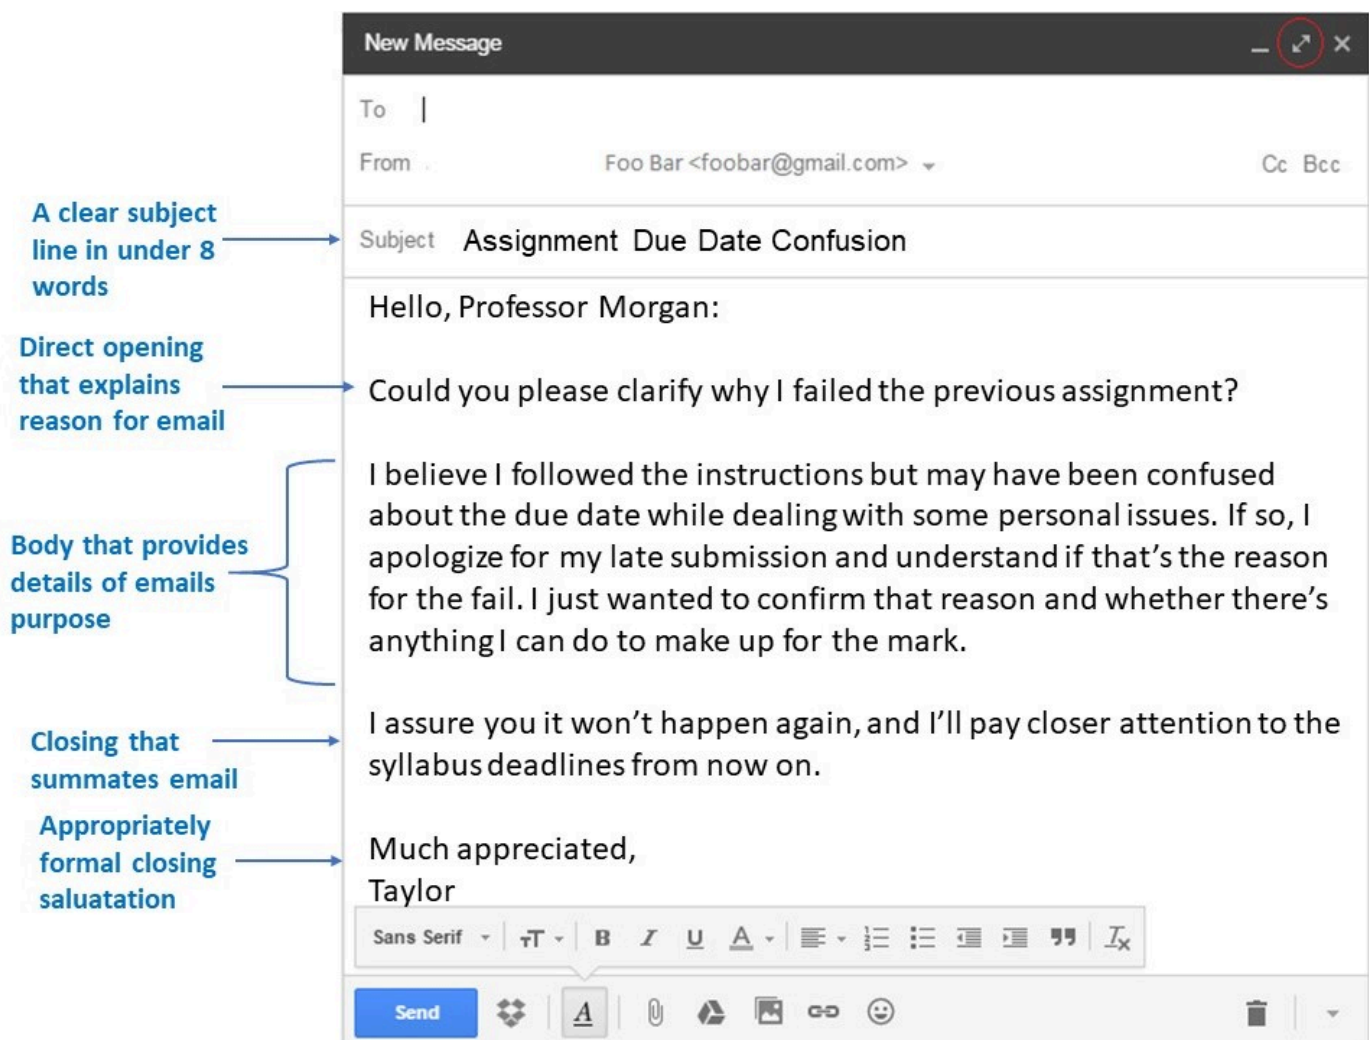 New Message
To
From Foo Bar <foobar@gmail.com> Cc Bcc
A clear subject
line in under 8
words
Subject Assignment Due Date Confusion
Hello, Professor Morgan:
Direct opening
that explains
reason for email
Could you please clarify why I failed the previous assignment?
Body that provides
details of emails
purpose
I believe I followed the instructions but may have been confused
about the due date while dealing with some personal issues. If so, I
apologize for my late submission and understand if that's the reason
for the fail. I just wanted to confirm that reason and whether there's
anything I can do to make up for the mark.
Closing that
summates email
I assure you it won't happen again, and I'll pay closer attention to the
syllabus deadlines from now on.
Appropriately
formal closing
saluatation
Much appreciated,
Taylor
Sans Serif TT B I U A Tx
Send A